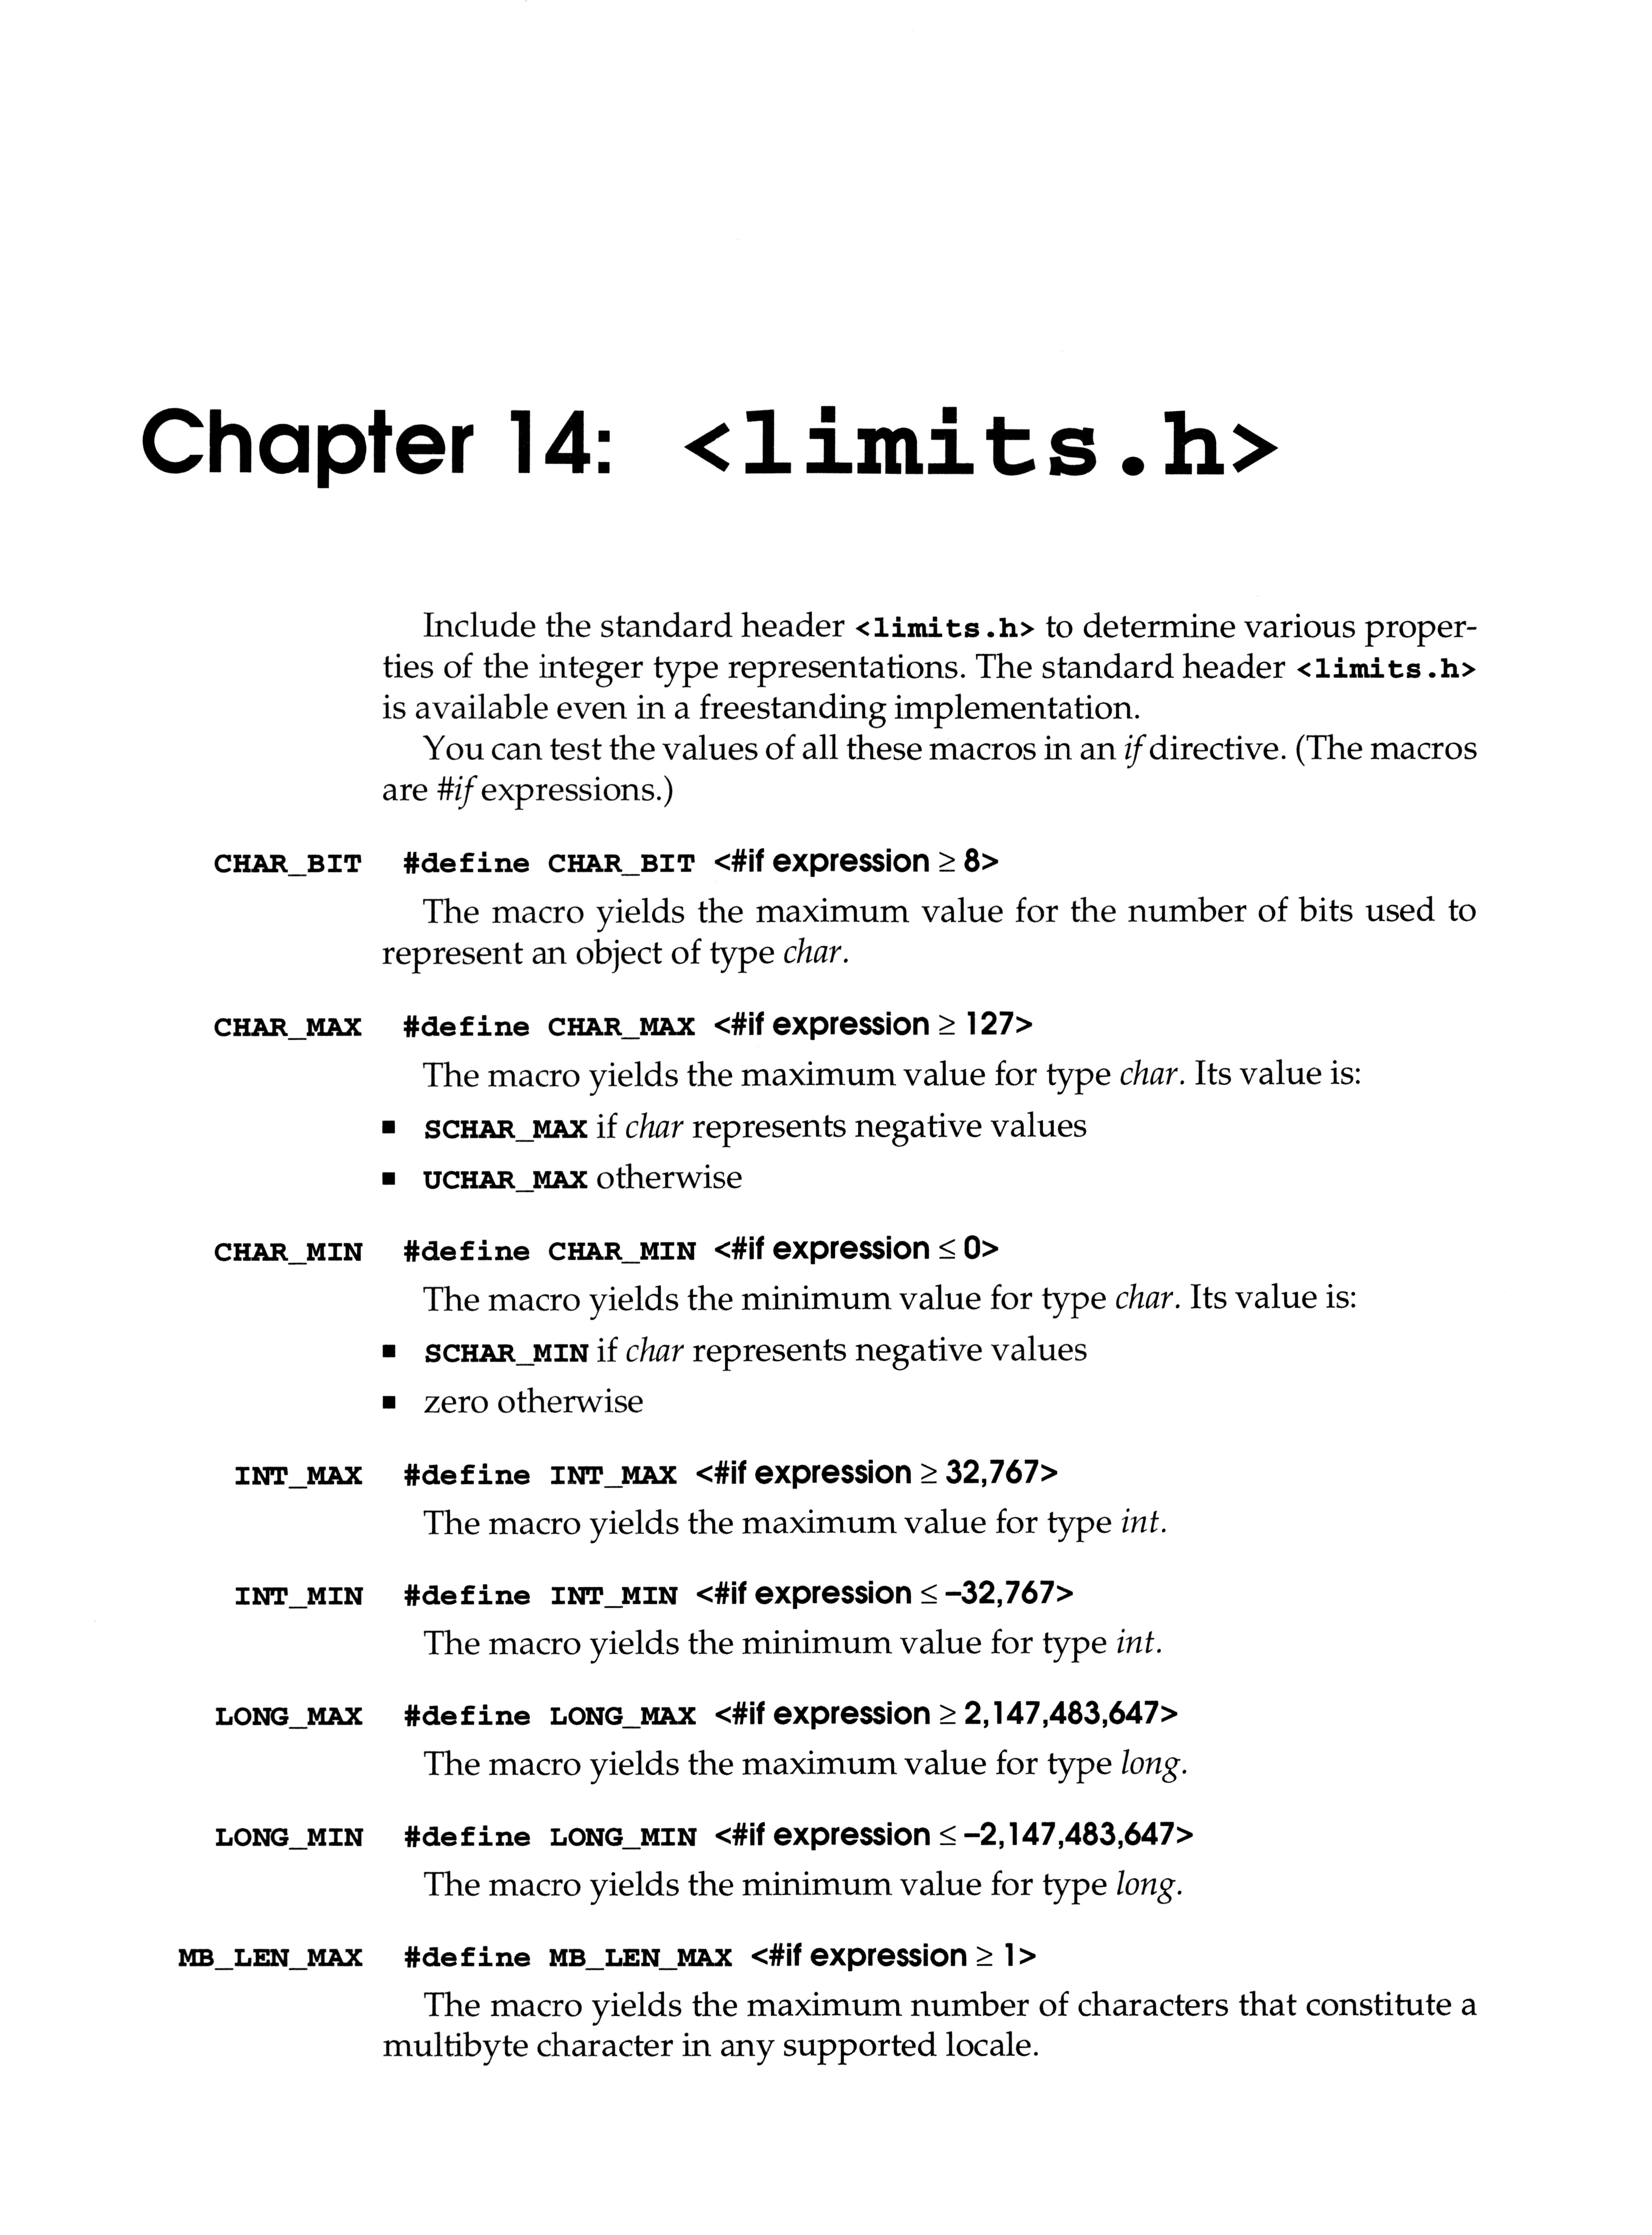 Chapter 14: <limits.h>
Include the standard header <limits.h> to determine various proper-
ties of the integer type representations. The standard header <limits.h>
is available even in a freestanding implementation.
You can test the values of all these macros in an if directive. (The macros
are #if expressions.)
CHAR_BIT #define CHAR_BIT <#if expression ≥ 8>
The macro yields the maximum value for the number of bits used to
represent an object of type char.
CHAR_MAX #define CHAR_MAX <#if expression ≥ 127>
The macro yields the maximum value for type char. Its value is:
■ SCHAR_MAX if char represents negative values
■ UCHAR_MAX otherwise
CHAR_MIN #define CHAR_MIN <#if expression ≤ 0>
The macro yields the minimum value for type char. Its value is:
■ SCHAR_MIN if char represents negative values
■ zero otherwise
INT_MAX #define INT_MAX <#if expression ≥ 32,767>
The macro yields the maximum value for type int.
INT_MIN #define INT_MIN <#if expression ≤ –32,767>
The macro yields the minimum value for type int.
LONG_MAX #define LONG_MAX <#if expression ≥ 2,147,483,647>
The macro yields the maximum value for type long.
LONG_MIN #define LONG_MIN <#if expression ≤ –2,147,483,647>
The macro yields the minimum value for type long.
MB_LEN_MAX #define MB_LEN_MAX <#if expression ≥ 1>
The macro yields the maximum number of characters that constitute a
multibyte character in any supported locale.